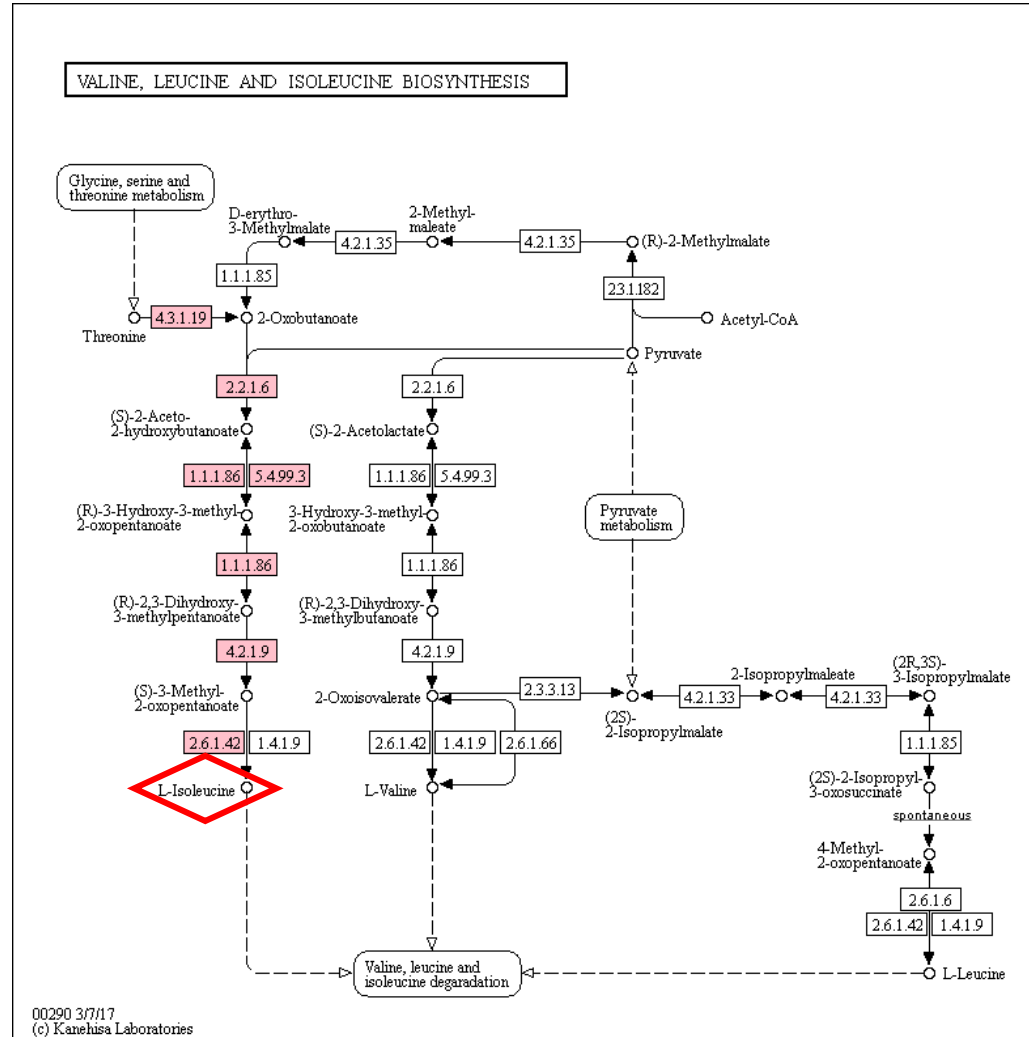 VALINE, LEUCINE AND ISOLEUCINE BIOSYNTHESIS
Glycine, serine and
threonine metabolism
D-erythro-
3-Methylmalate
2-Methyl-
maleate
4.2.1.35
4.2.1.35
(R)-2-Methylmalate
1.1.1.85
2.3.1.182
4.3.1.19
2-Oxobutanoate
Acetyl-CoA
Threonine
Pyruvate
2.2.1.6
2.2.1.6
(S)-2-Aceto-
2-hydroxybutanoate
(S)-2-Acetolactate
1.1.1.86
5.4.99.3
1.1.1.86
5.4.99.3
(R)-3-Hydroxy-3-methyl-
2-oxopentanoate
3-Hydroxy-3-methyl-
2-oxobutanoate
Pyruvate
metabolism
1.1.1.86
1.1.1.86
(R)-2,3-Dihydroxy-
3-methylpentanoate
(R)-2,3-Dihydroxy-
3-methylbutanoate
4.2.1.9
4.2.1.9
(S)-3-Methyl-
2-oxopentanoate
2-Oxoisovalerate
2.3.3.13
(2S)-
2-Isopropylmalate
4.2.1.33
2-Isopropylmaleate
4.2.1.33
(2R,3S)-
3-Isopropylmalate
2.6.1.42
1.4.1.9
2.6.1.42
1.4.1.9
2.6.1.66
1.1.1.85
L-Isoleucine
L-Valine
(2S)-2-Isopropyl-
3-oxosuccinate
spontaneous
4-Methyl-
2-oxopentanoate
2.6.1.6
2.6.1.42
1.4.1.9
Valine, leucine and
isoleucine degaradation
L-Leucine
00290 3/7/17
(c) Kanehisa Laboratories